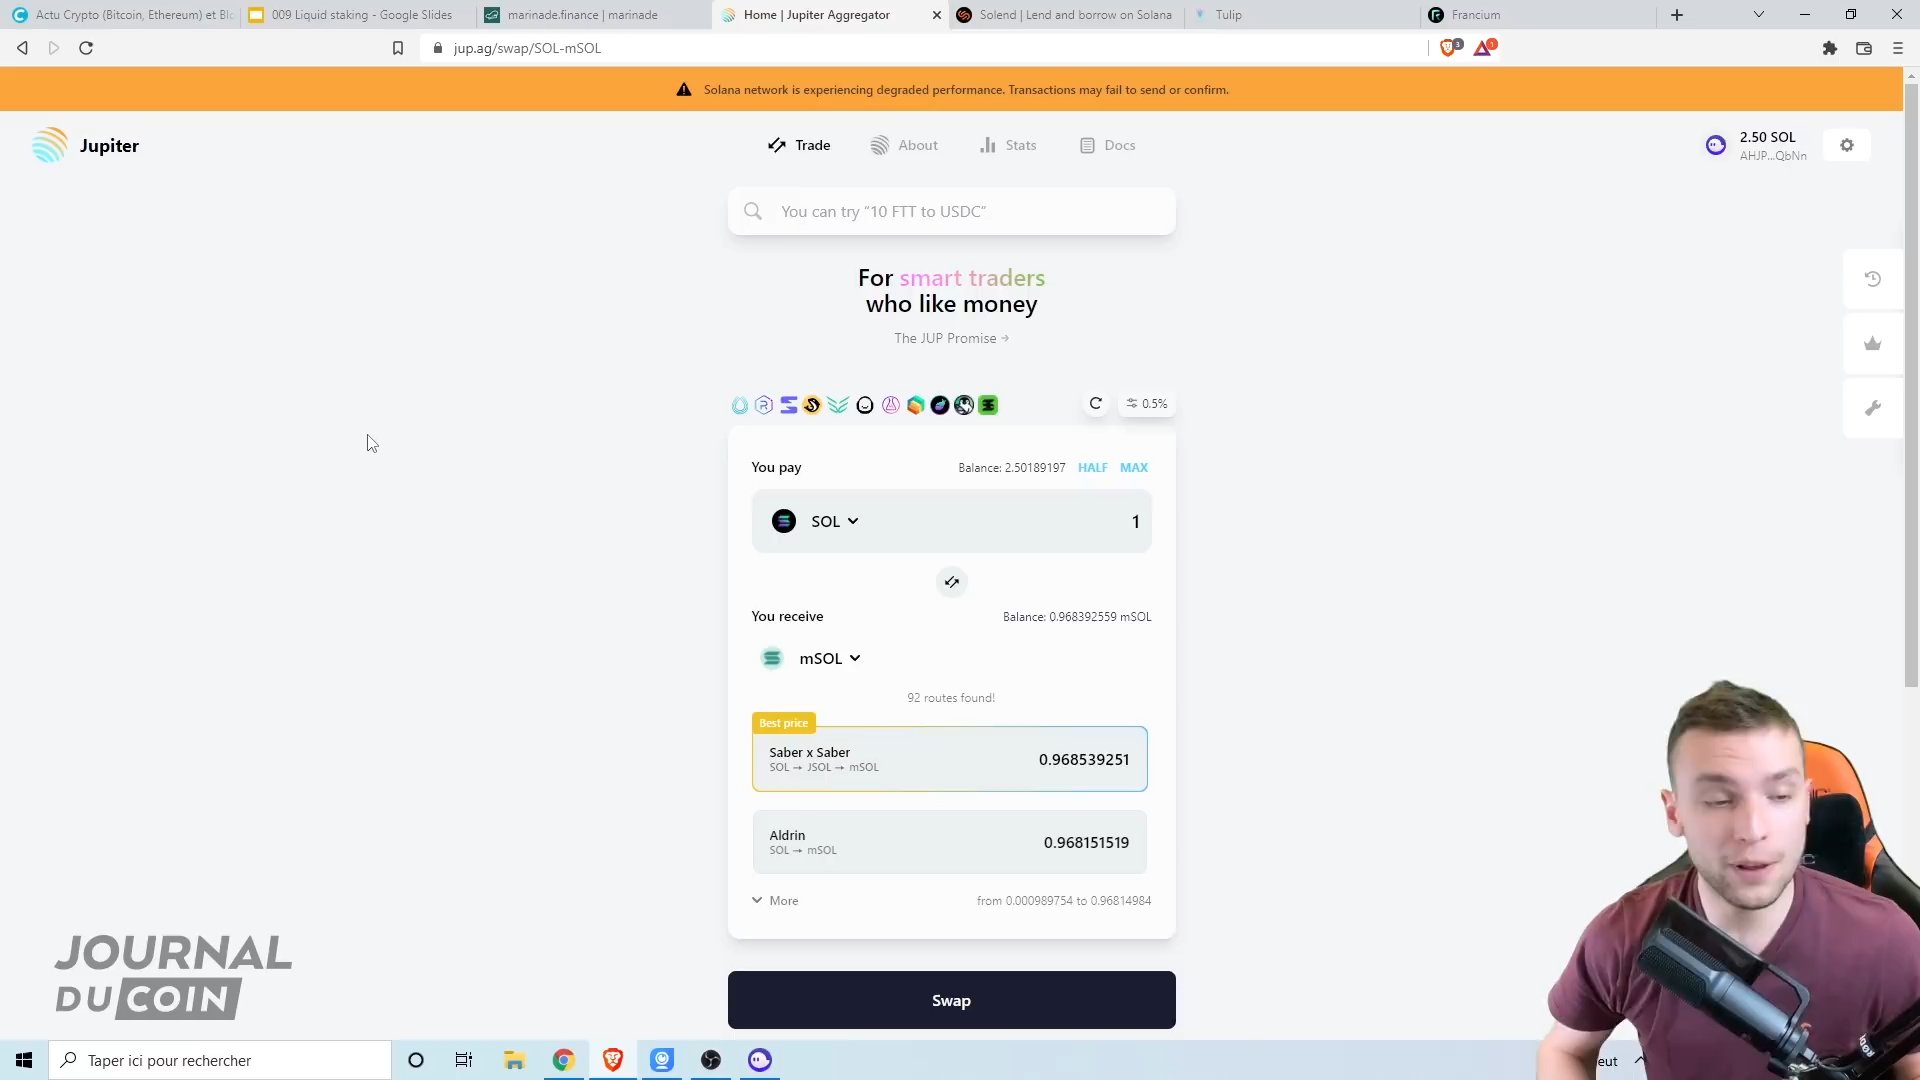 Actu Crypto (Bitcoin, Ethereum) et Blo
009 Liquid staking - Google Slides
marinade.finance | marinade
Home | Jupiter Aggregator
Solend | Lend and borrow on Solana
Tulip
Francium
jup.ag/swap/SOL-mSOL
3
1
Solana network is experiencing degraded performance. Transactions may fail to send or confirm.
Jupiter
Trade
About
Stats
Docs
2.50 SOL
AHJP...QbNn
You can try “10 FTT to USDC”
For smart traders
who like money
The JUP Promise →
0.5%
You pay
Balance: 2.50189197
HALF
MAX
SOL
1
You receive
Balance: 0.968392559 mSOL
mSOL
92 routes found!
Best price
Saber x Saber
0.968539251
SOL → JSOL → mSOL
Aldrin
0.968151519
SOL → mSOL
More
from 0.000989754 to 0.96814984
Swap
JOURNAL
DU COIN
Taper ici pour rechercher